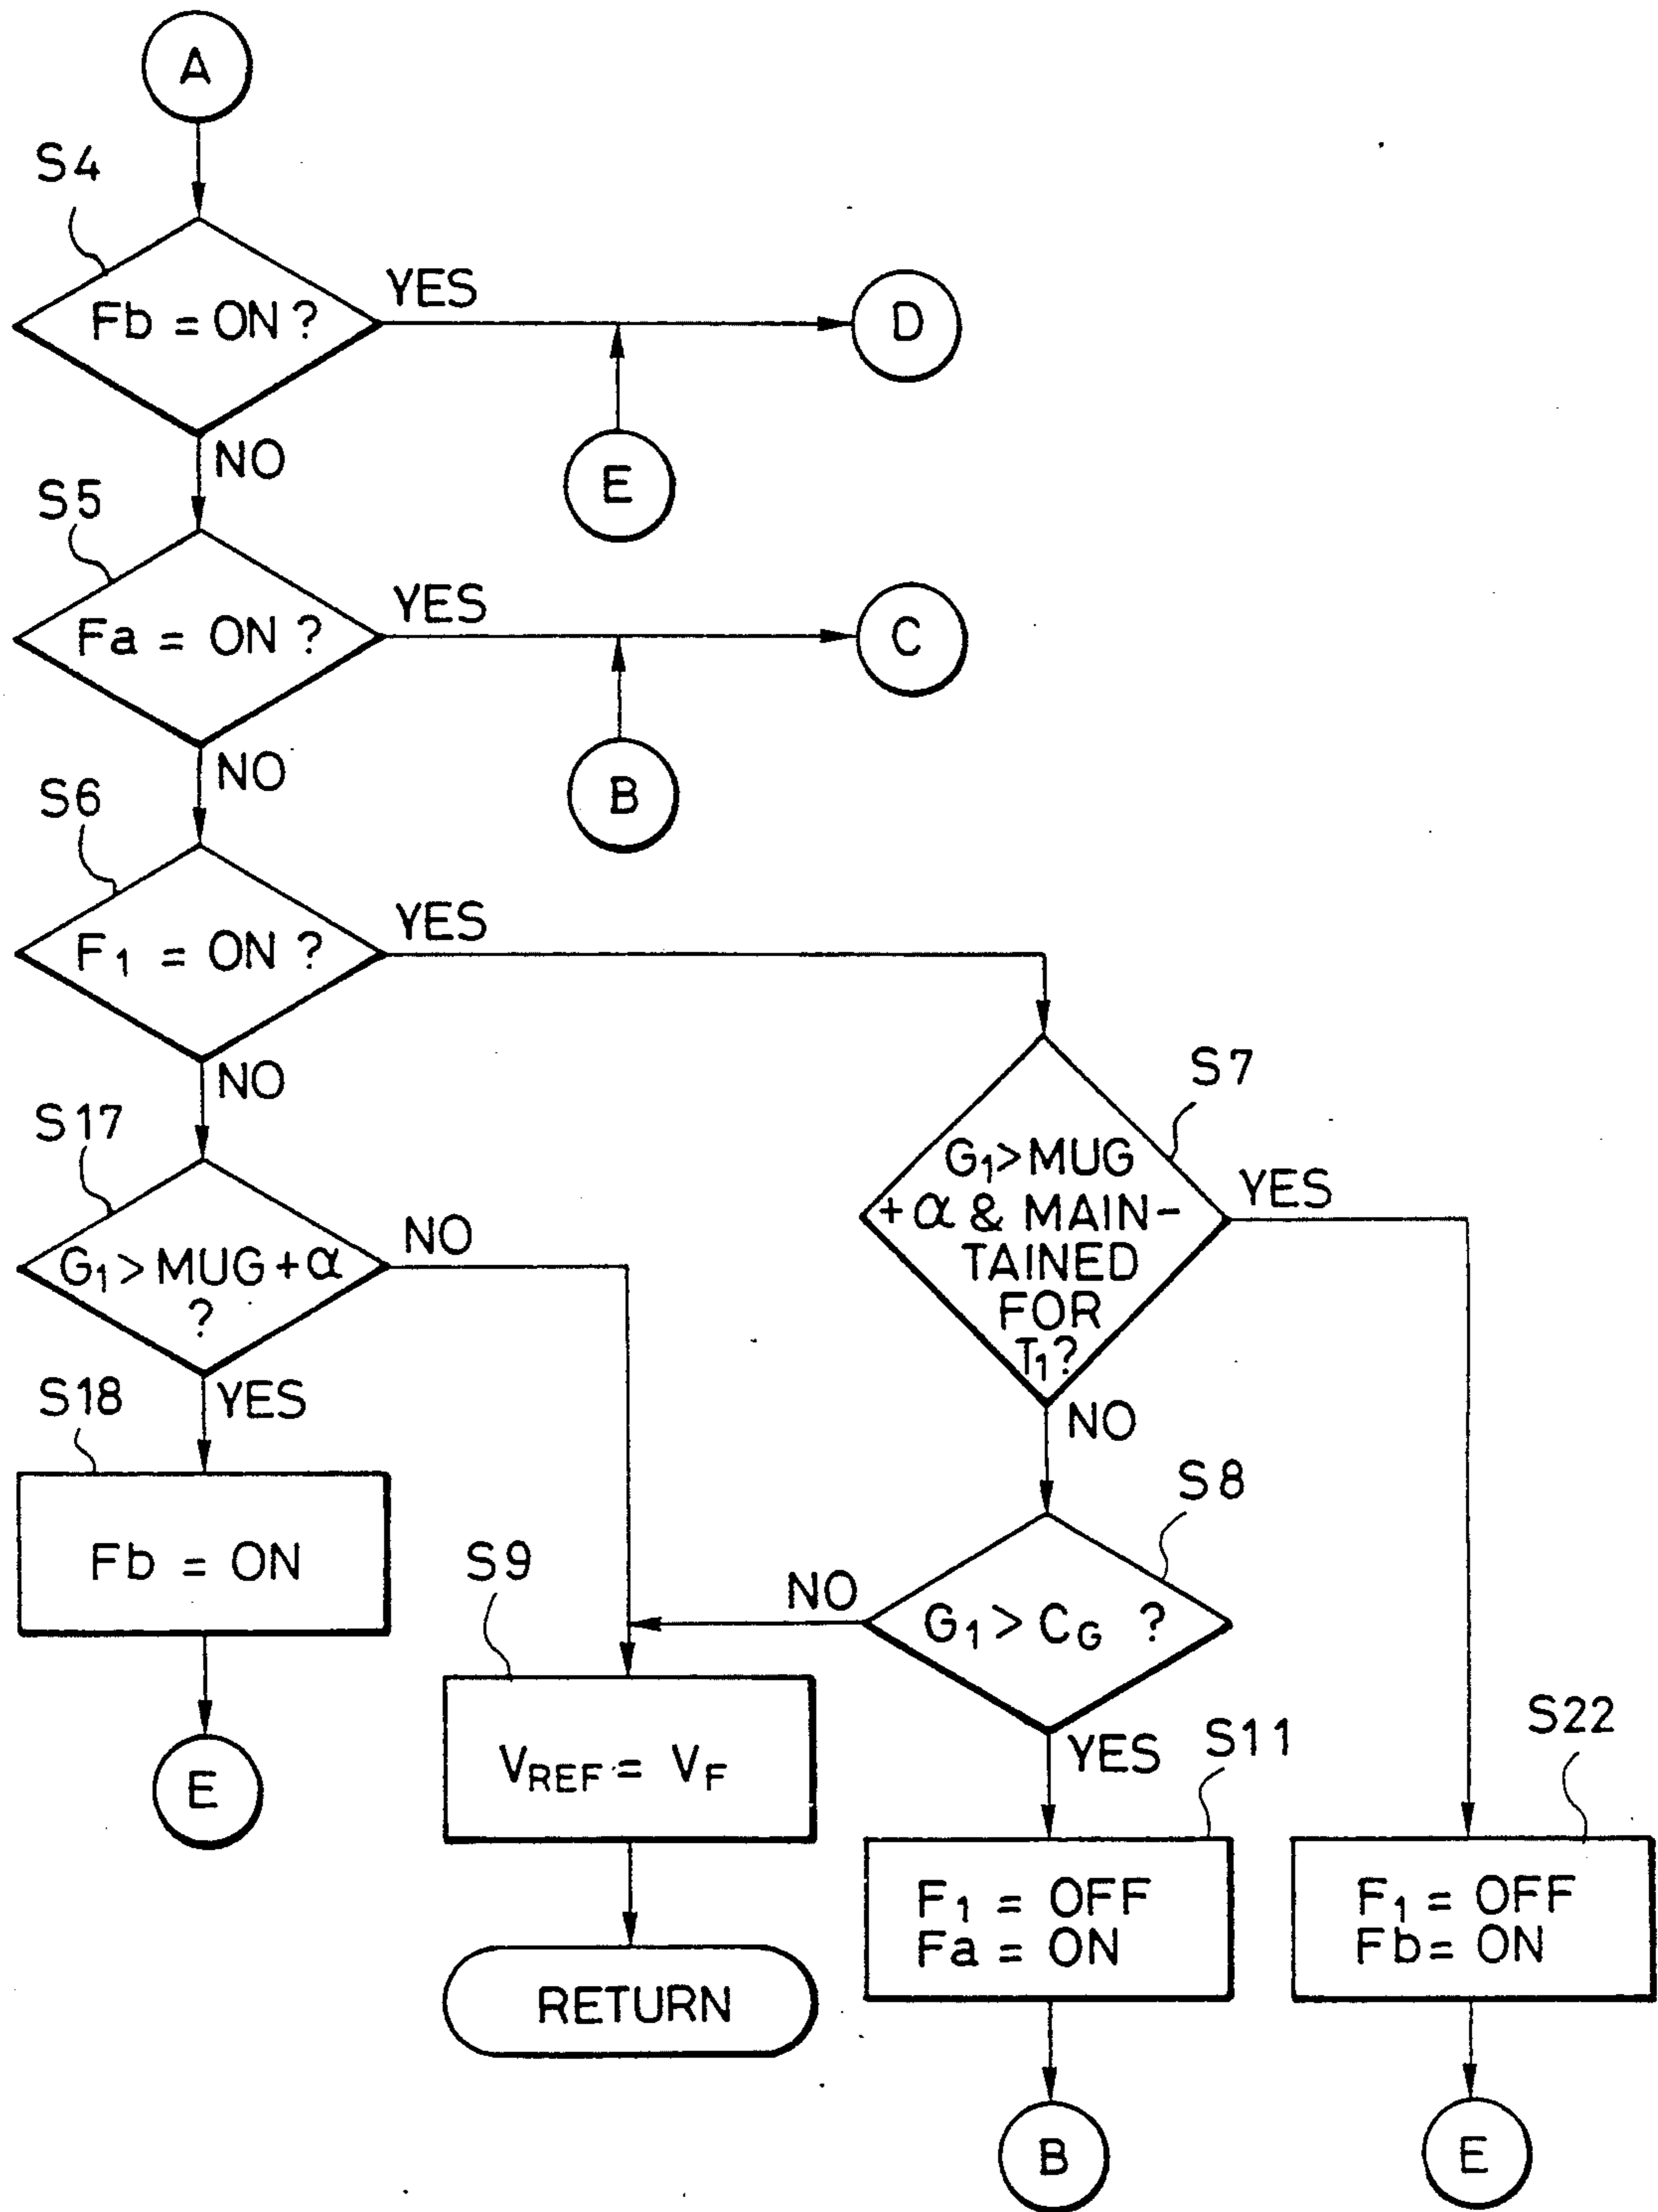 A
S4
Fb = ON ?
YES
D
NO
E
S5
Fa = ON ?
YES
C
NO
B
S6
F1 = ON ?
YES
NO
S7
G1>MUG
+α & MAIN-
TAINED
FOR
T1?
YES
NO
S17
G1>MUG+α
?
NO
YES
S18
Fb = ON
E
S8
G1>CG ?
NO
YES
S9
VREF = VF
RETURN
S11
F1 = OFF
Fa = ON
B
S22
F1 = OFF
Fb= ON
E